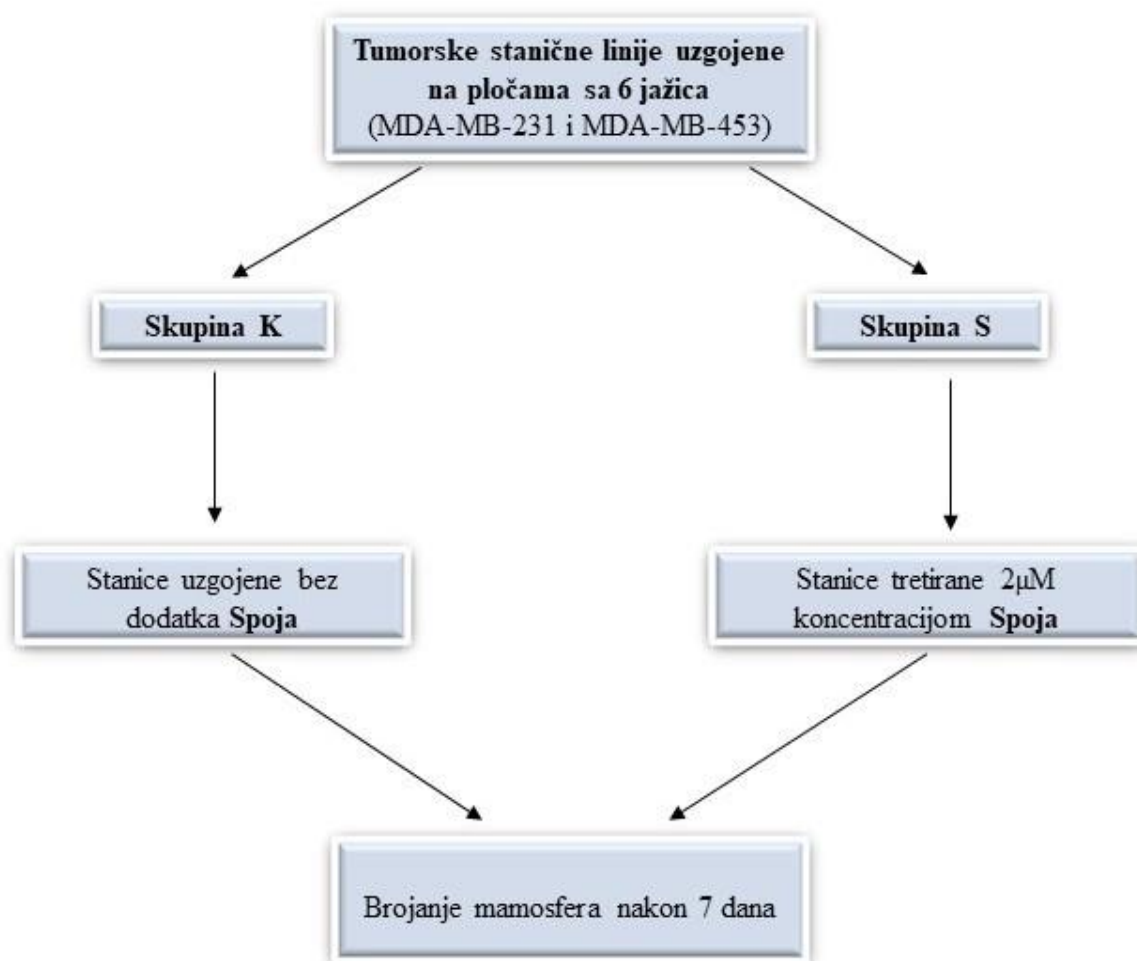 Tumorske stanične linije uzgojene
na pločama sa 6 jažica
(MDA-MB-231 i MDA-MB-453)
Skupina K
Skupina S
Stanice uzgojene bez
dodatka Spoja
Stanice tretirane 2µM
koncentracijom Spoja
Brojanje mamosfera nakon 7 dana